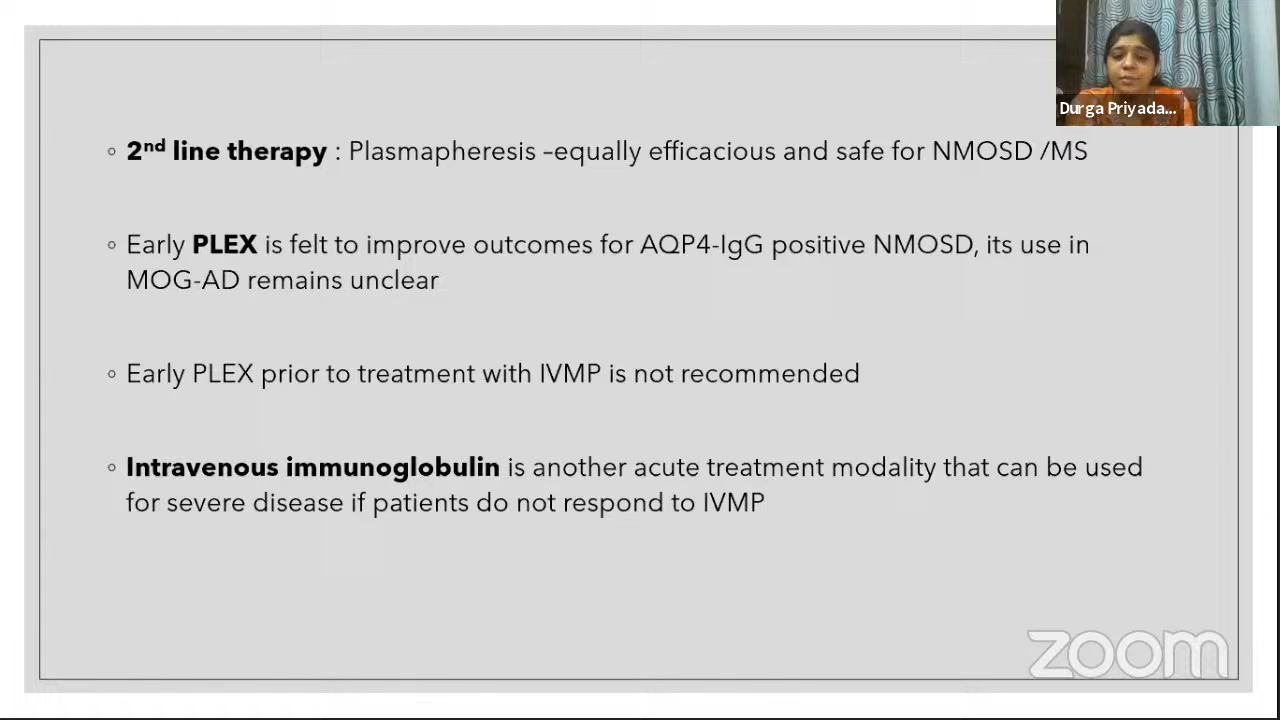 Durga Priyada...
◦ 2nd line therapy : Plasmapheresis –equally efficacious and safe for NMOSD /MS
◦ Early PLEX is felt to improve outcomes for AQP4-IgG positive NMOSD, its use in
MOG-AD remains unclear
◦ Early PLEX prior to treatment with IVMP is not recommended
◦ Intravenous immunoglobulin is another acute treatment modality that can be used
for severe disease if patients do not respond to IVMP
zoom